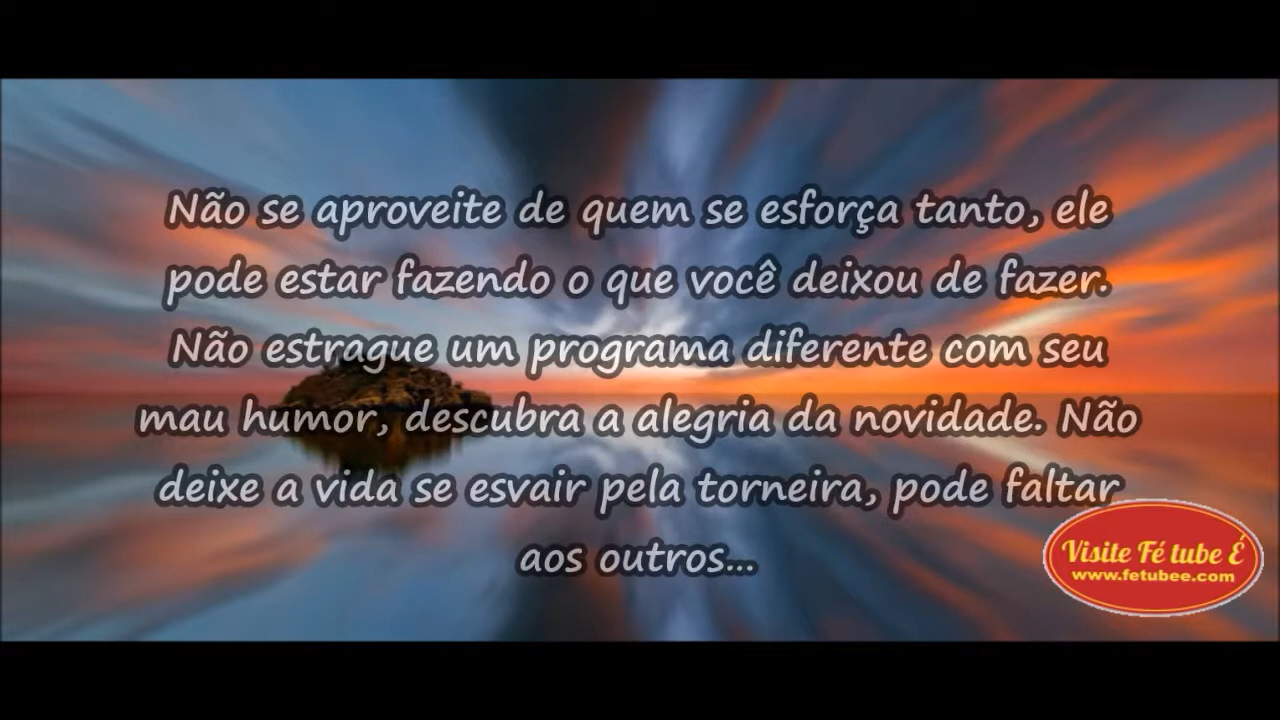 Não se aproveite de quem se esforça tanto, ele
pode estar fazendo o que você deixou de fazer.
Não estrague um programa diferente com seu
mau humor, descubra a alegria da novidade. Não
deixe a vida se esvair pela torneira, pode faltar
aos outros...
Visite Fé tube É
www.fetubee.com